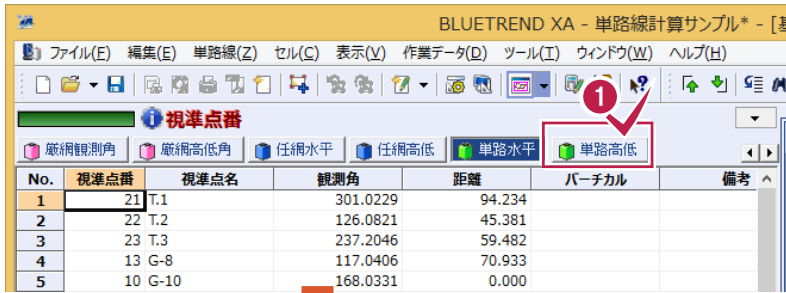 BLUETREND XA - 単路線計算サンプル* - [基
ファイル(F) 編集(E) 単路線(Z) セル(C) 表示(V) 作業データ(D) ツール(T) ウィンドウ(W) ヘルプ(H)
1
視準点番
厳網観測角 厳網高低角 任網水平 任網高低 単路水平 単路高低
No. 視準点番 視準点名 観測角 距離 バーチカル 備考
1 21 T.1 301.0229 94.234
2 22 T.2 126.0821 45.381
3 23 T.3 237.2046 59.482
4 13 G-8 117.0406 70.933
5 10 G-10 168.0331 0.000